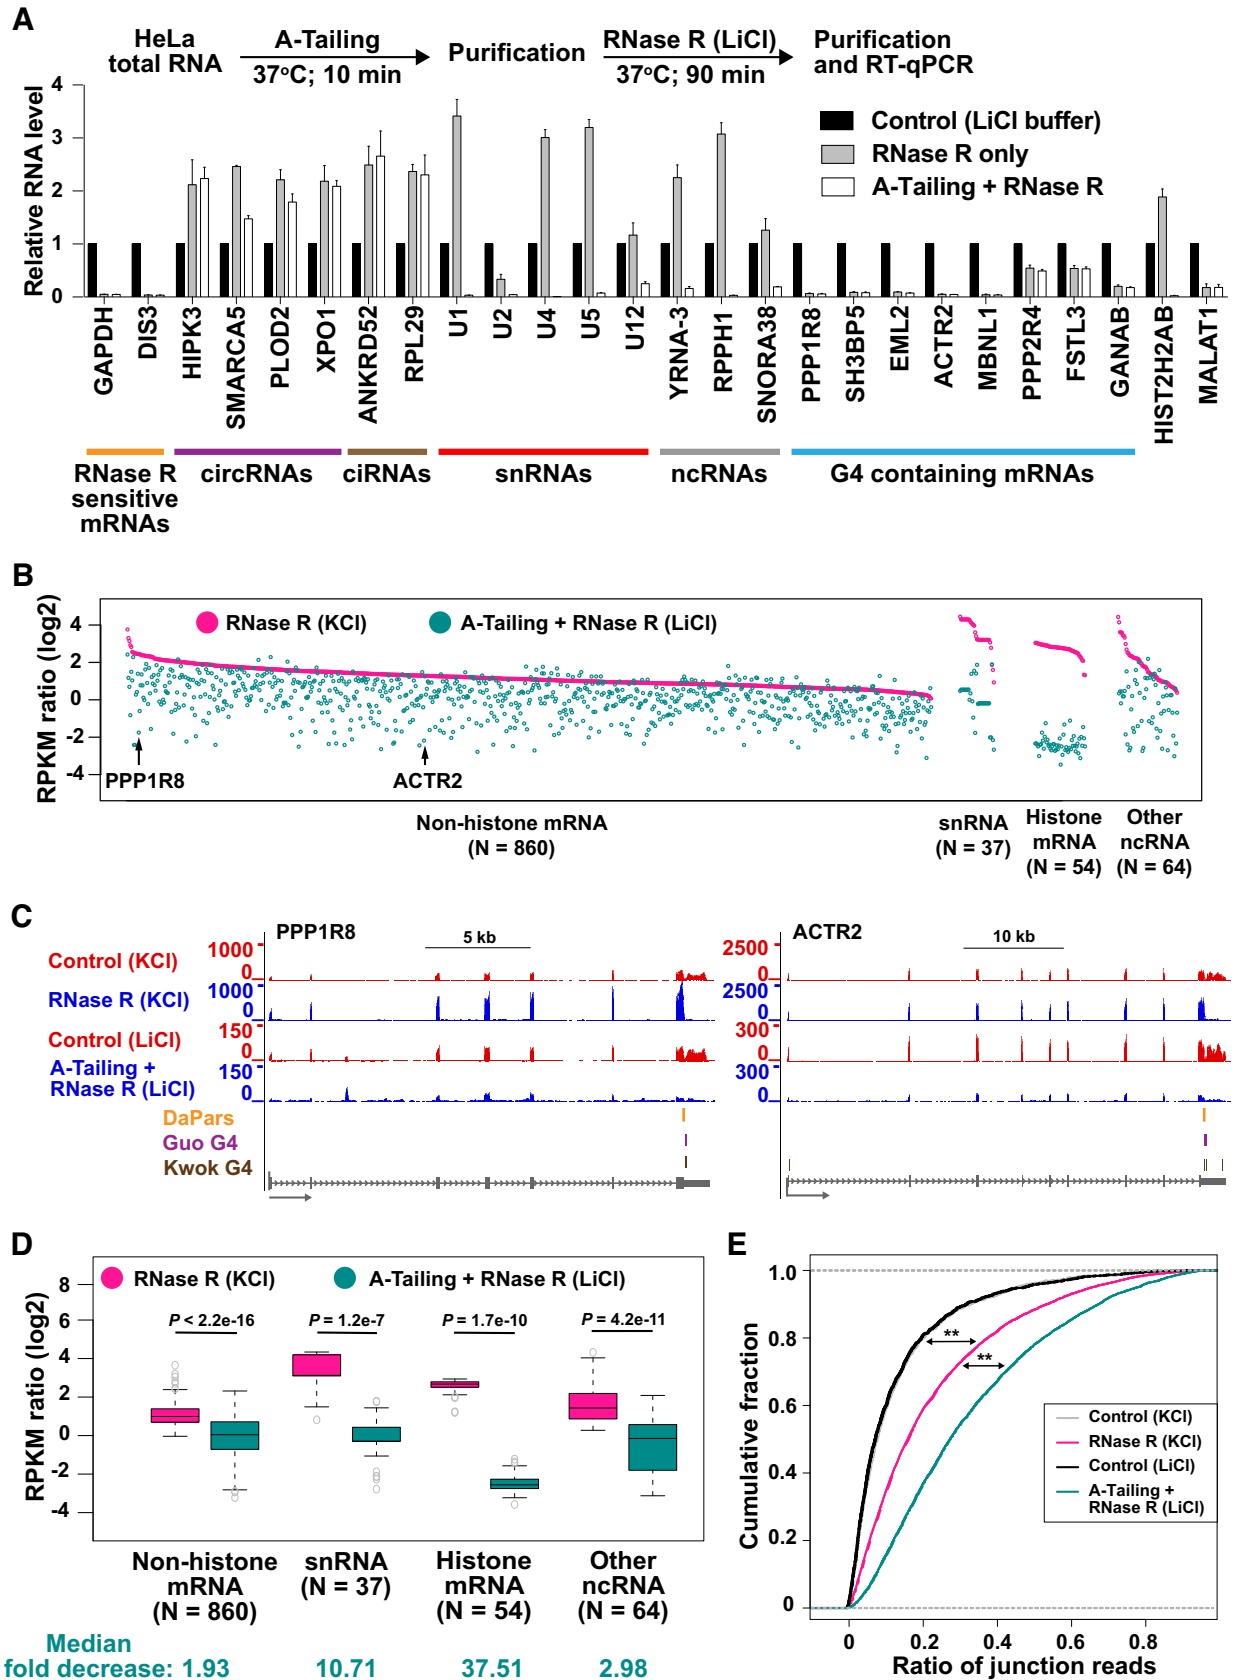 A
HeLa
total RNA
A-Tailing
37°C; 10 min
Purification
RNase R (LiCl)
37°C; 90 min
Purification
and RT-qPCR
Relative RNA level
4
3
2
1
0
Control (LiCl buffer)
RNase R only
A-Tailing + RNase R
GAPDH
DIS3
HIPK3
SMARCA5
PLOD2
XPO1
ANKRD52
RPL29
U1
U2
U4
U5
U12
YRNA-3
RPPH1
SNORA38
PPP1R8
SH3BP5
EML2
ACTR2
MBNL1
PPP2R4
FSTL3
GANAB
HIST2H2AB
MALAT1
RNase R
sensitive
mRNAs
circRNAs
ciRNAs
snRNAs
ncRNAs
G4 containing mRNAs
B
RPKM ratio (log2)
4
2
0
-2
-4
RNase R (KCl)
A-Tailing + RNase R (LiCl)
PPP1R8
ACTR2
Non-histone mRNA
(N = 860)
snRNA
(N = 37)
Histone
mRNA
(N = 54)
Other
ncRNA
(N = 64)
C
PPP1R8
5 kb
ACTR2
10 kb
Control (KCl)
1000
0
2500
0
RNase R (KCl)
1000
0
2500
0
Control (LiCl)
150
0
300
0
A-Tailing +
RNase R (LiCl)
150
0
300
0
DaPars
Guo G4
Kwok G4
D
RPKM ratio (log2)
8
6
4
2
0
-2
-4
RNase R (KCl)
A-Tailing + RNase R (LiCl)
P < 2.2e-16
P = 1.2e-7
P = 1.7e-10
P = 4.2e-11
Non-histone
mRNA
(N = 860)
snRNA
(N = 37)
Histone
mRNA
(N = 54)
Other
ncRNA
(N = 64)
Median
fold decrease: 1.93 10.71 37.51 2.98
E
Cumulative fraction
1.0
0.8
0.6
0.4
0.2
0
**
**
Control (KCl)
RNase R (KCl)
Control (LiCl)
A-Tailing +
RNase R (LiCl)
0 0.2 0.4 0.6 0.8
Ratio of junction reads